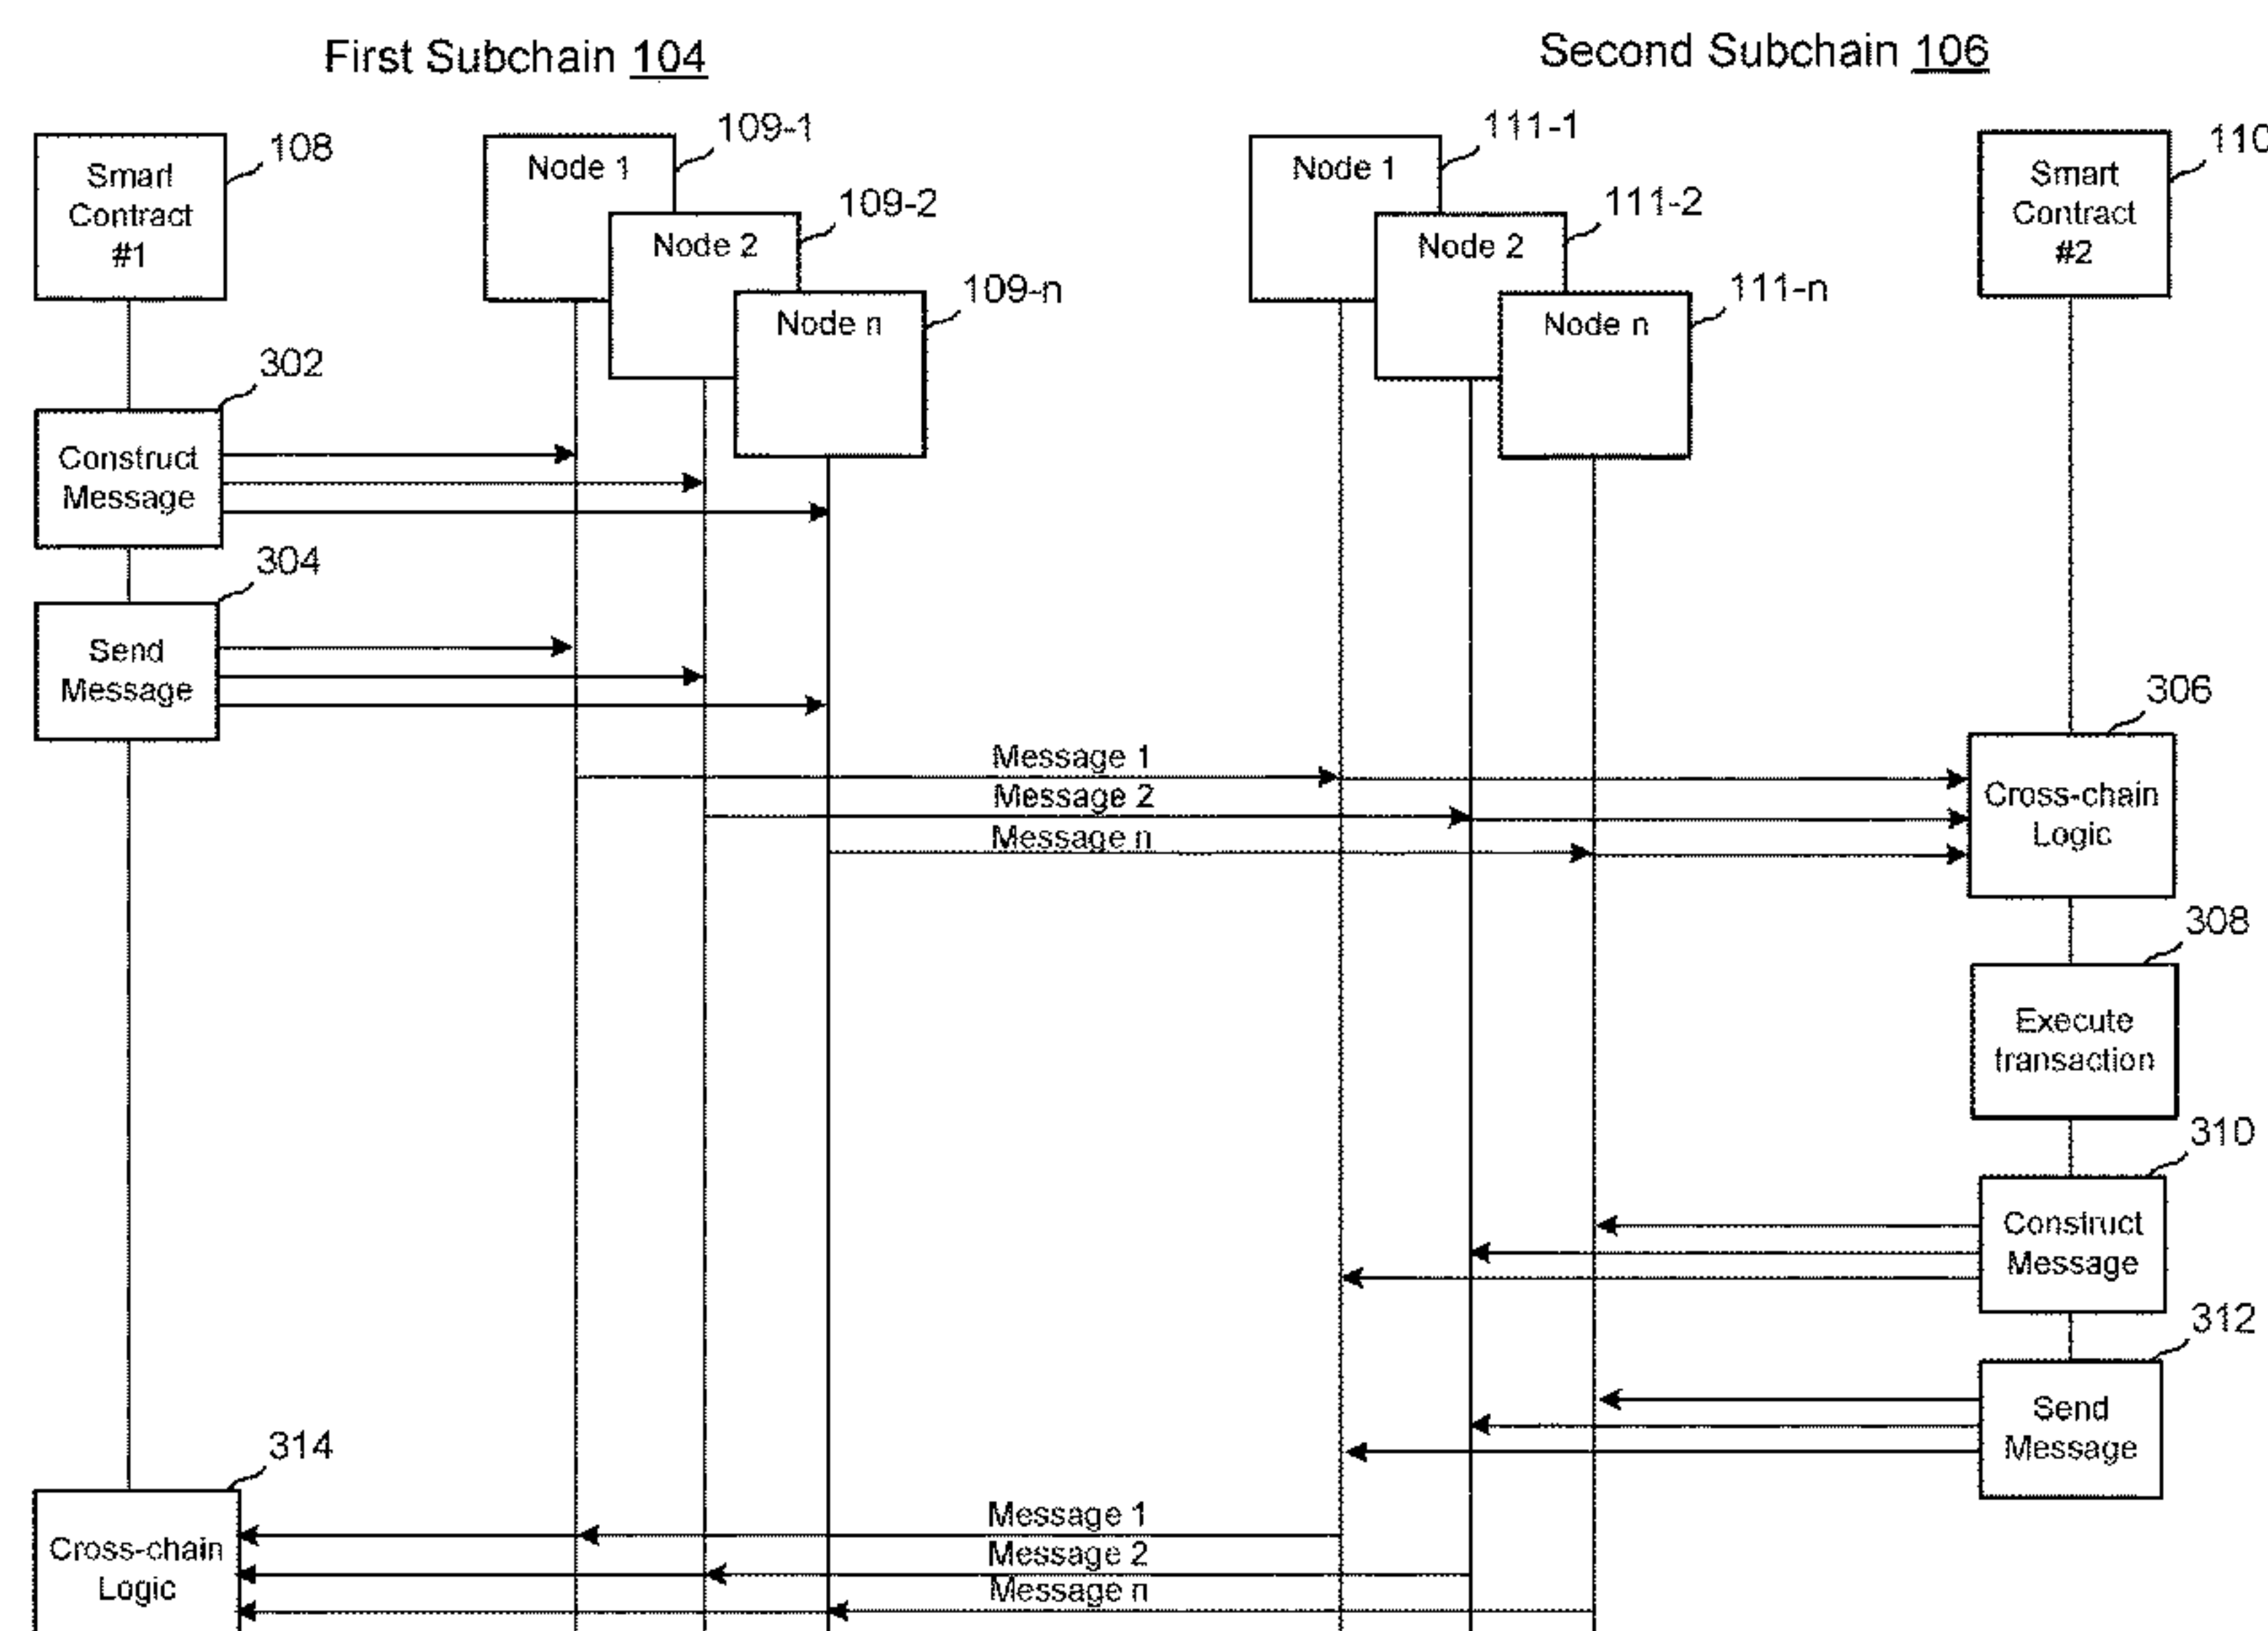 First Subchain 104
Second Subchain 106
Smart
Contract
#1
108
Node 1
109-1
Node 2
109-2
Node n
109-n
Node 1
111-1
Node 2
111-2
Node n
111-n
Smart
Contract
#2
110
302
Construct
Message
304
Send
Message
306
Message 1
Message 2
Message n
Cross-chain
Logic
308
Execute
transaction
310
Construct
Message
312
Send
Message
314
Cross-chain
Logic
Message 1
Message 2
Message n